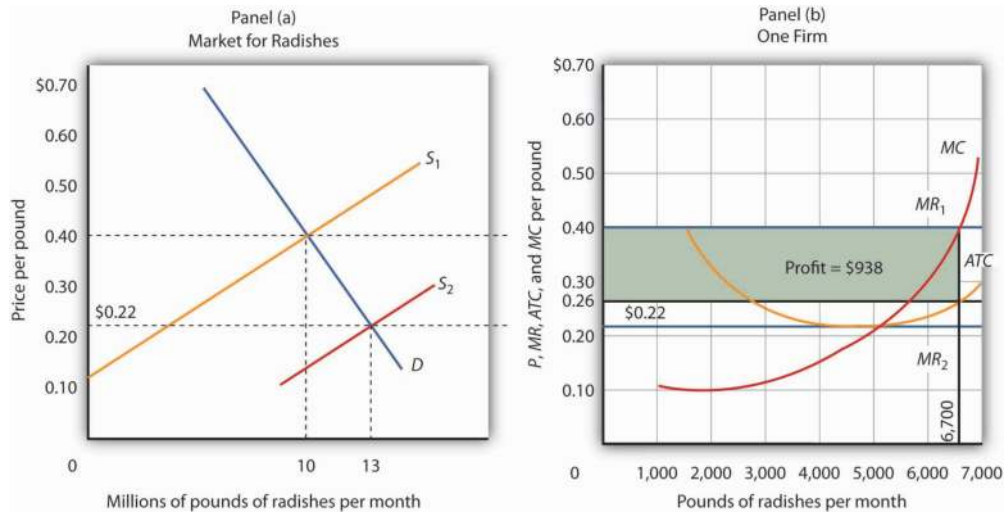 Panel (a)
Market for Radishes
$0.70
0.60
0.50
0.40
0.30
0.20
0.10
0
$0.22
S1
S2
D
10
13
Price per pound
Millions of pounds of radishes per month
Panel (b)
One Firm
$0.70
0.60
0.50
0.40
0.30
0.26
0.20
0.10
0
$0.22
MC
MR1
ATC
Profit = $938
MR2
6,700
1,000
2,000
3,000
4,000
5,000
6,000
7,000
P, MR, ATC, and MC per pound
Pounds of radishes per month